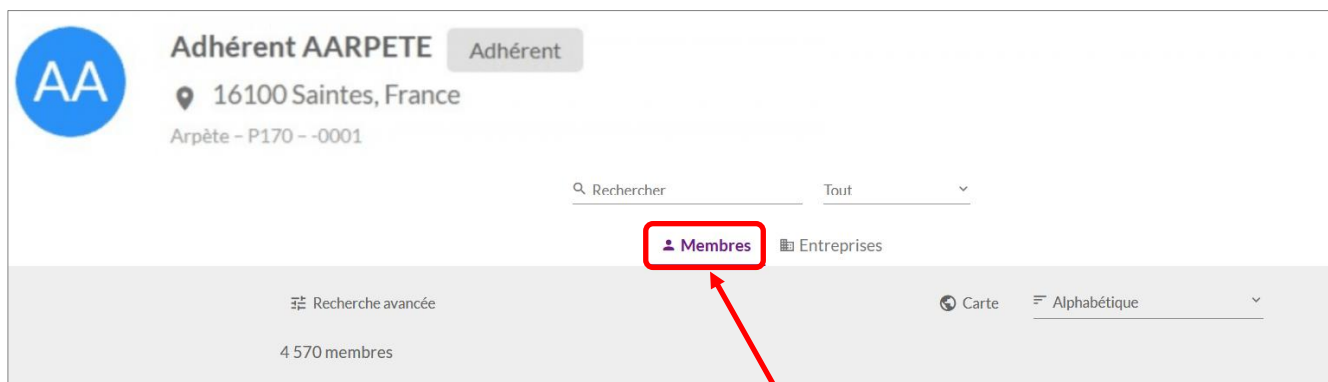 AA
Adhérent AARPETE Adhérent
16100 Saintes, France
Arpète – P170 – -0001
Rechercher Tout
Membres Entreprises
Recherche avancée Carte Alphabétique
4 570 membres